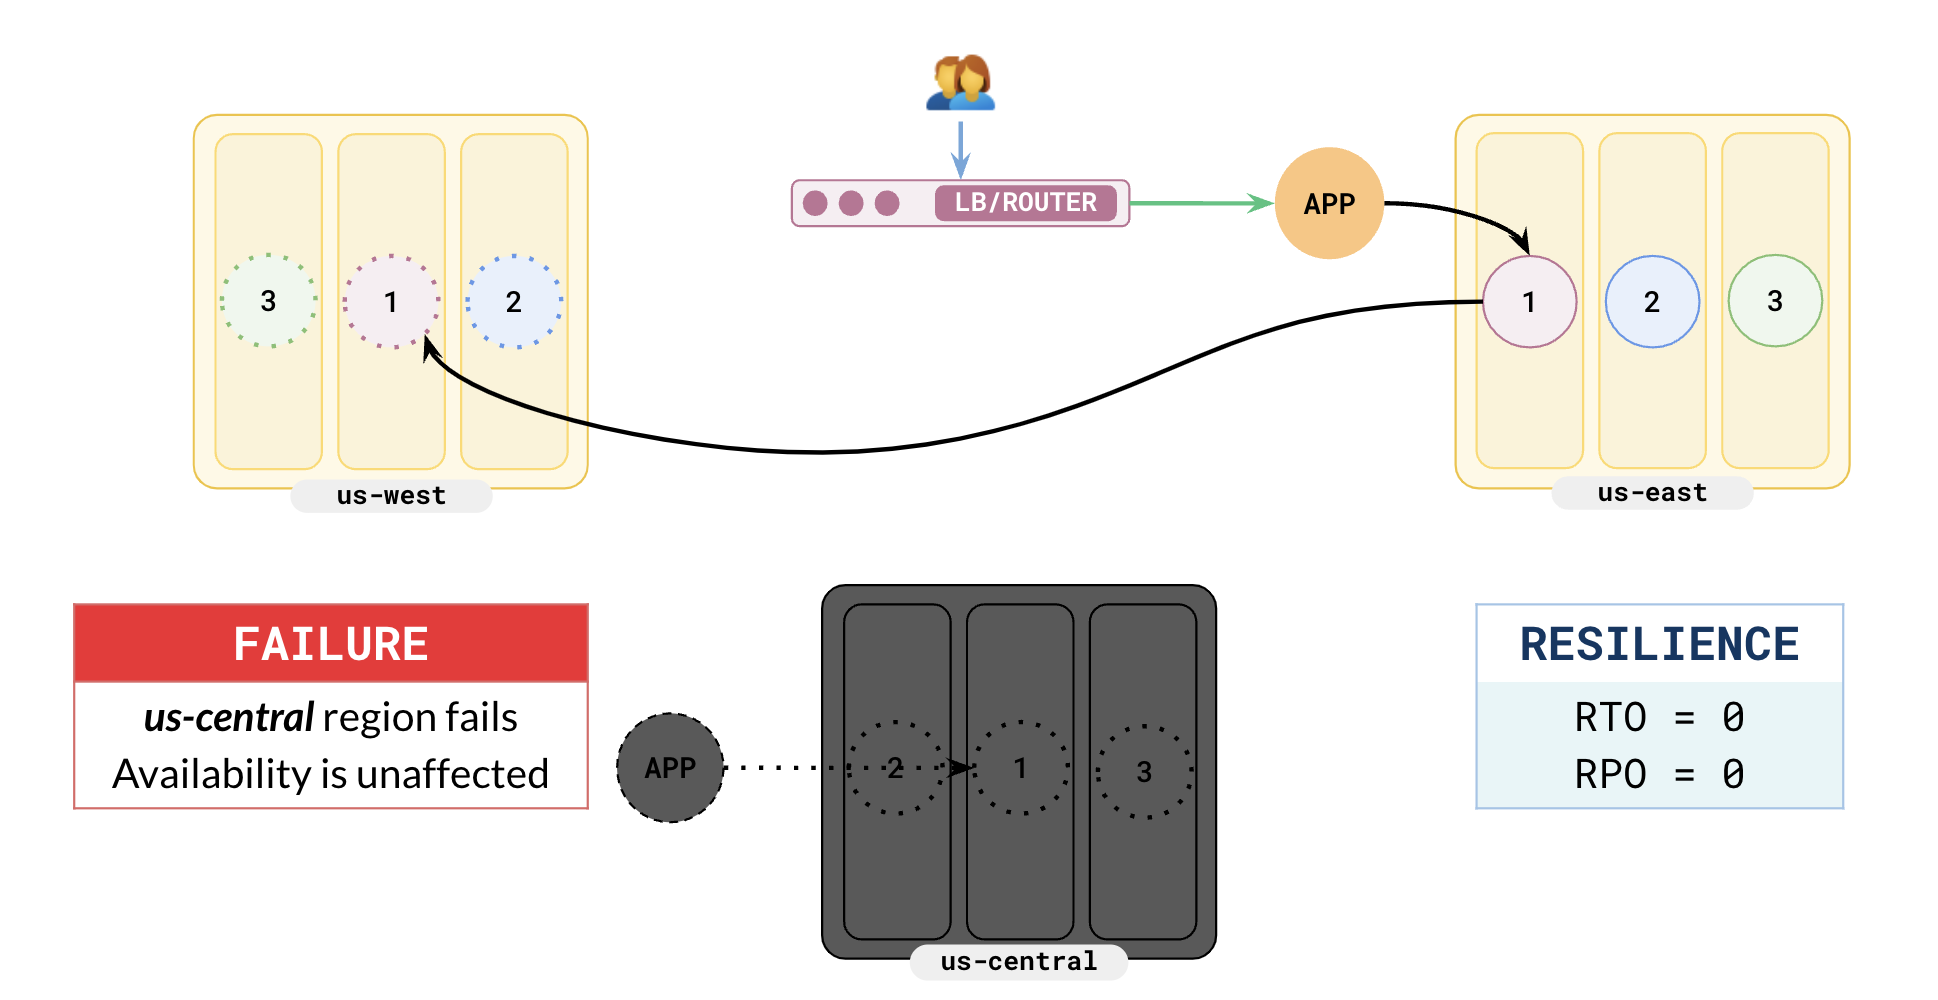 LB/ROUTER
APP
3
1
2
1
2
3
us-west
us-east
FAILURE
us-central region fails
Availability is unaffected
RESILIENCE
RTO = 0
RPO = 0
APP
2
1
3
us-central